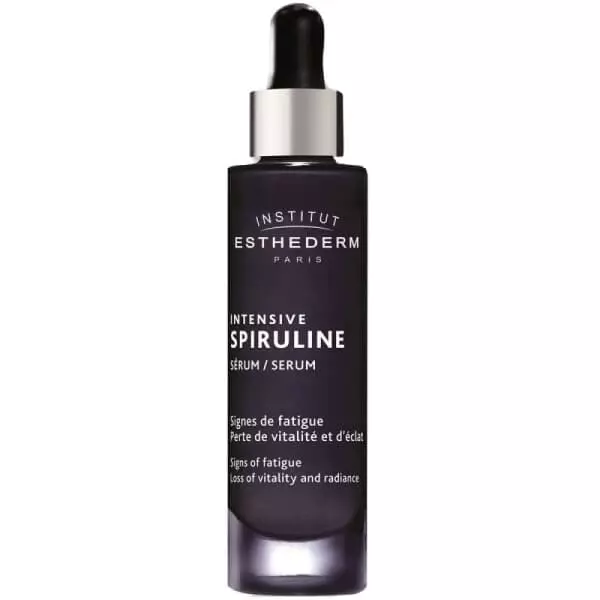 INSTITUT
ESTHEDERM
PARIS
INTENSIVE
SPIRULINE
SÉRUM / SERUM
Signes de fatigue
Perte de vitalité et d'éclat
Signs of fatigue
Loss of vitality and radiance